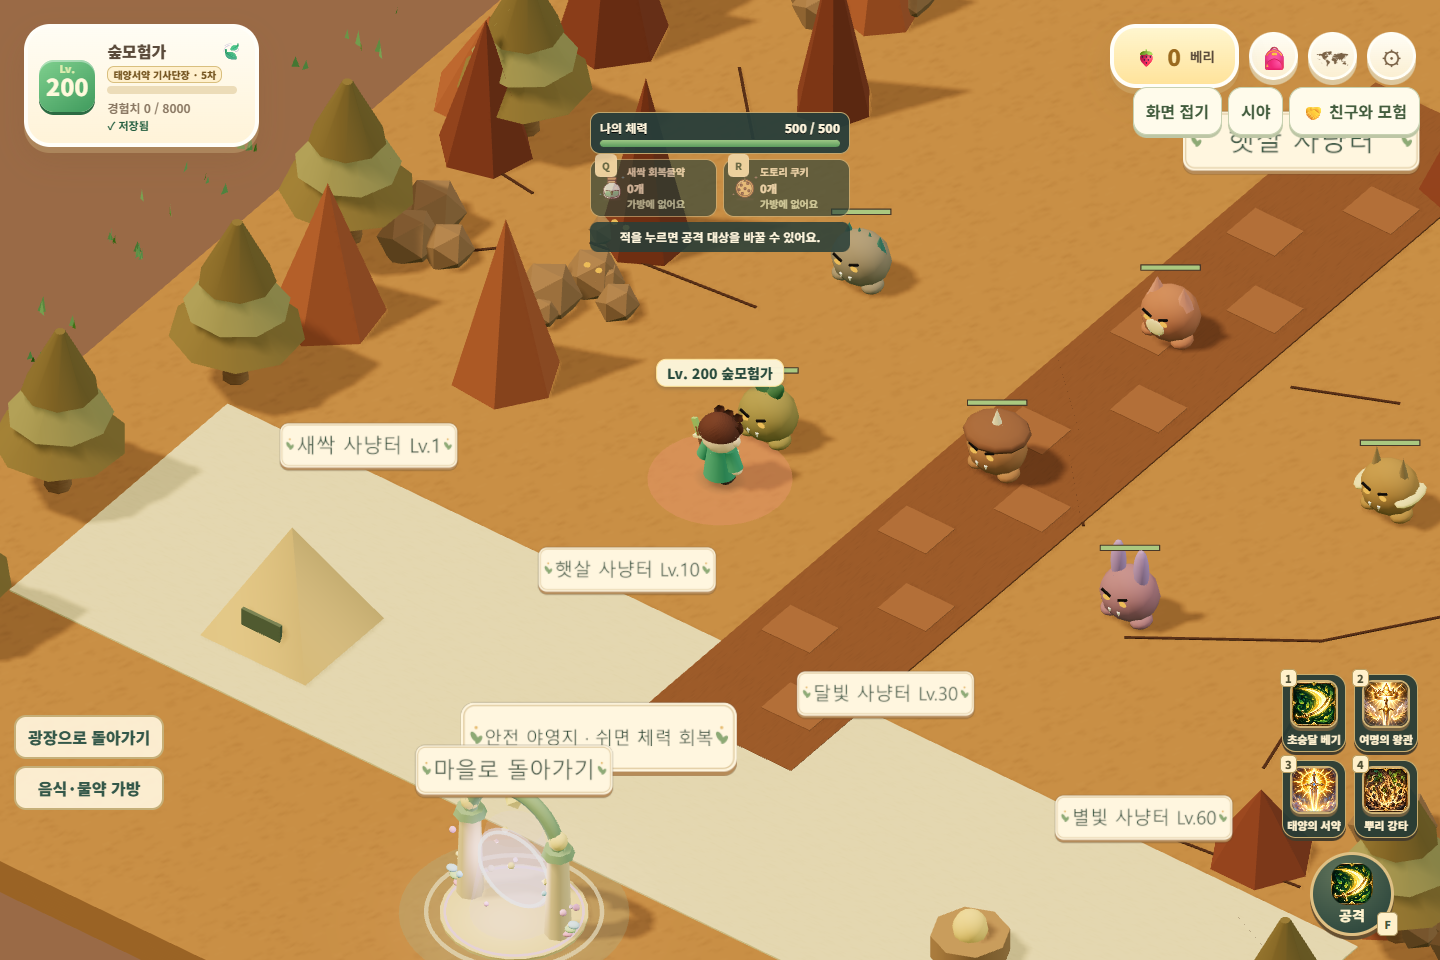 Lv.
200
숲모험가
태양서약 기사단장 · 5차
경험치 0 / 8000
✓ 저장됨
나의 체력
500 / 500
Q
새싹 회복물약
0개
가방에 없어요
R
도토리 쿠키
0개
가방에 없어요
적을 누르면 공격 대상을 바꿀 수 있어요.
0 베리
화면 접기
시야
친구와 모험
햇살 사냥터
Lv. 200 숲모험가
새싹 사냥터 Lv.1
햇살 사냥터 Lv.10
달빛 사냥터 Lv.30
안전 야영지 · 쉬면 체력 회복
마을로 돌아가기
별빛 사냥터 Lv.60
광장으로 돌아가기
음식·물약 가방
1
초승달 베기
2
여명의 왕관
3
태양의 서약
4
뿌리 강타
공격
F